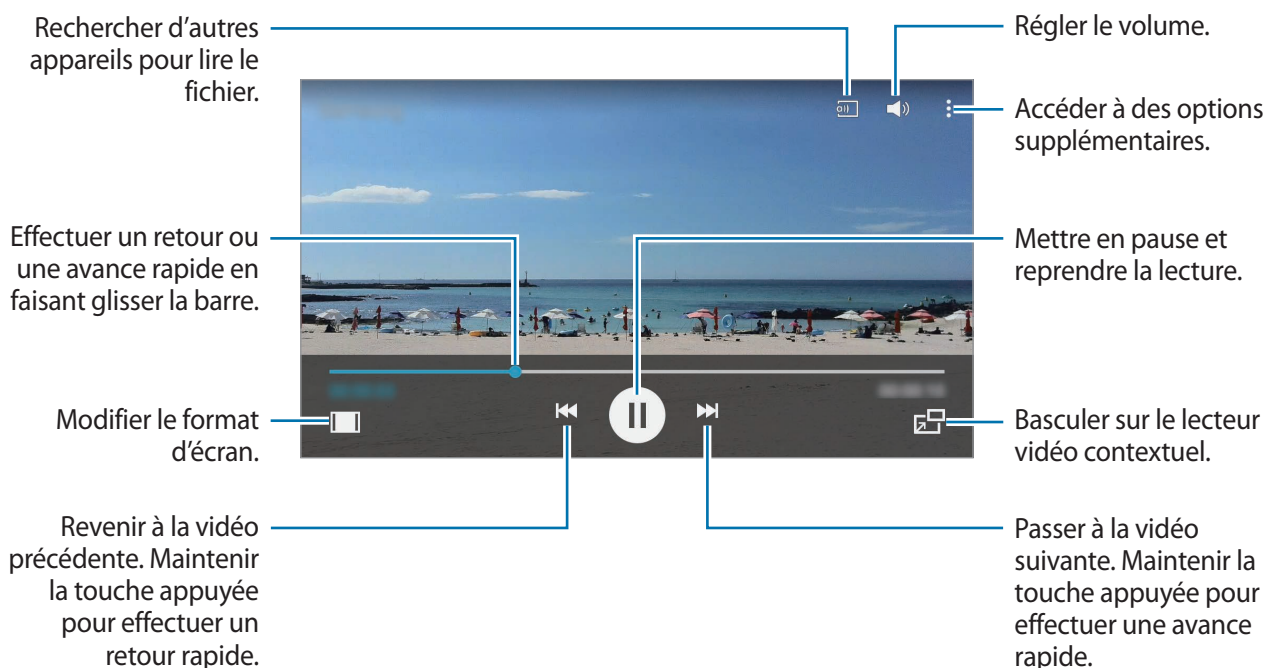 Rechercher d'autres
appareils pour lire le
fichier.
Régler le volume.
Accéder à des options
supplémentaires.
Effectuer un retour ou
une avance rapide en
faisant glisser la barre.
Mettre en pause et
reprendre la lecture.
Modifier le format
d'écran.
Basculer sur le lecteur
vidéo contextuel.
Revenir à la vidéo
précédente. Maintenir
la touche appuyée
pour effectuer un
retour rapide.
Passer à la vidéo
suivante. Maintenir la
touche appuyée pour
effectuer une avance
rapide.